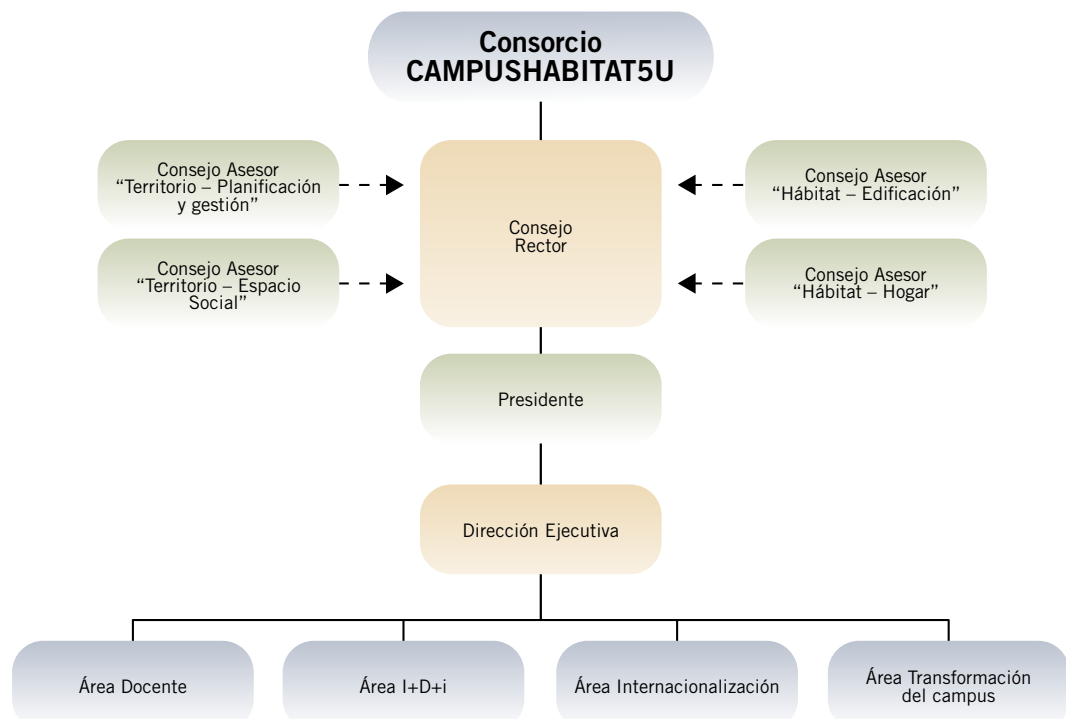 Consorcio
CAMPUSHABITAT5U
Consejo Asesor
“Territorio – Planificación
y gestión”
Consejo Asesor
“Territorio – Espacio
Social”
Consejo
Rector
Consejo Asesor
“Hábitat – Edificación”
Consejo Asesor
“Hábitat – Hogar”
Presidente
Dirección Ejecutiva
Área Docente
Área I+D+i
Área Internacionalización
Área Transformación
del campus